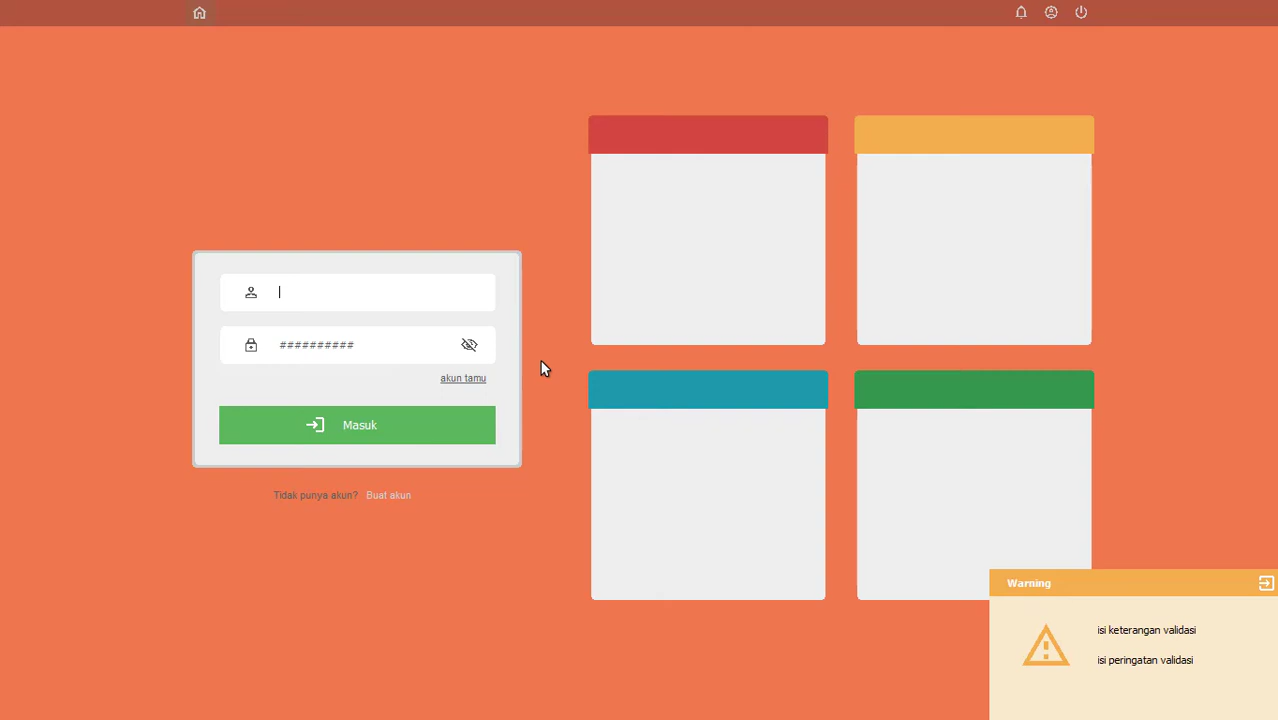 ##########
akun tamu
Masuk
Tidak punya akun? Buat akun
Warning
isi keterangan validasi
isi peringatan validasi